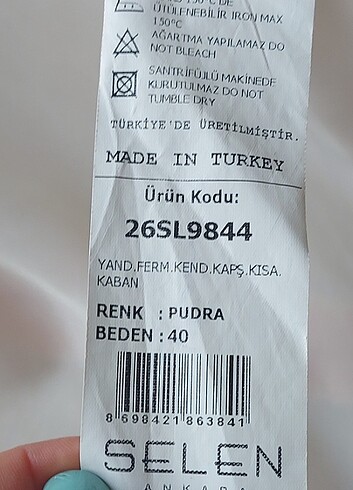 150°C DE
ÜTÜLENEBİLİR IRON MAX
150°C
AĞARTMA YAPILAMAZ DO
NOT BLEACH
SANTRİFÜJLÜ MAKİNEDE
KURUTULMAZ DO NOT
TUMBLE DRY
TÜRKİYE'DE ÜRETİLMİŞTİR.
MADE IN TURKEY
Ürün Kodu:
26SL9844
YAND.FERM.KEND.KAPŞ.KISA.
KABAN
RENK : PUDRA
BEDEN : 40
8 698421 863841
SELEN
ANKARA